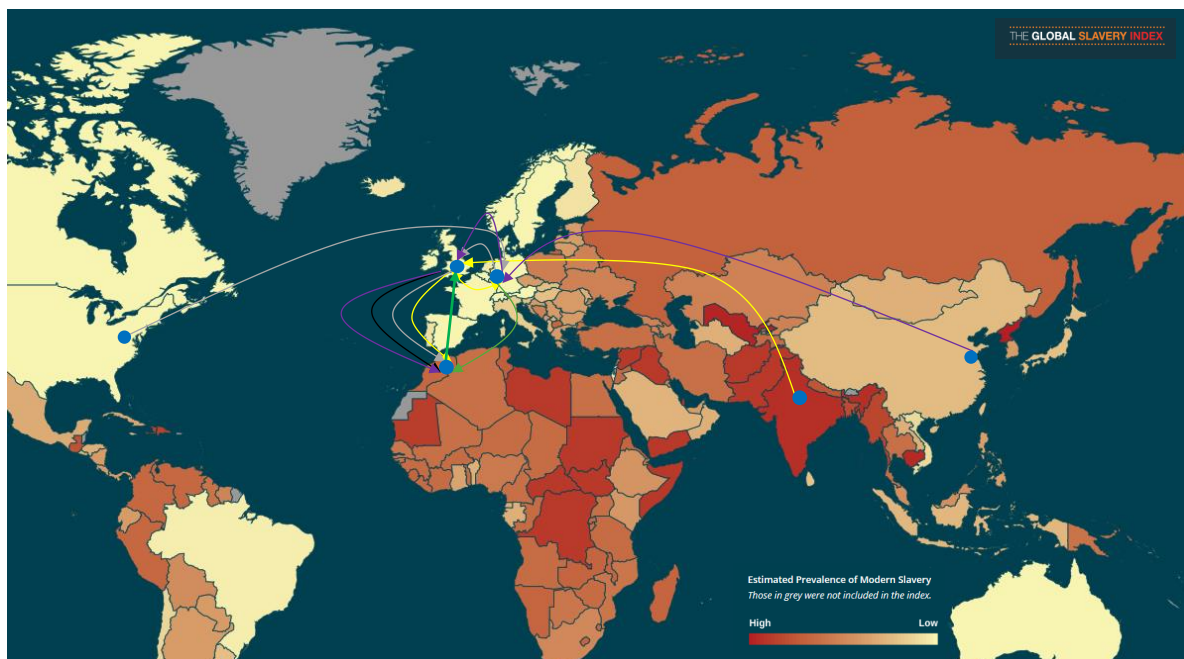 THE GLOBAL SLAVERY INDEX
Estimated Prevalence of Modern Slavery
Those in grey were not included in the index.
High Low